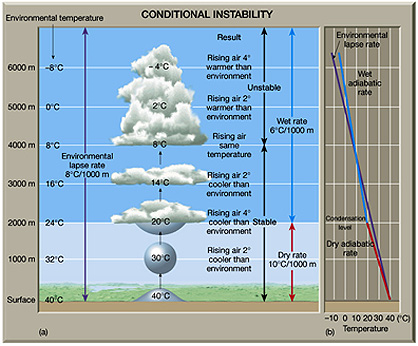 CONDITIONAL INSTABILITY
Environmental temperature
Result
6000 m
-8°C
-4°C
Rising air 4°
warmer than
environment
0°C
2°C
Rising air 2°
warmer than
environment
Unstable
4000 m
8°C
8°C
Rising air
same
temperature
Wet rate
6°C/1000 m
Environmental
lapse rate
8°C/1000 m
3000 m
16°C
14°C
Rising air 2°
cooler than
environment
2000 m
24°C
20°C
Rising air 4°
cooler than
environment
Stable
1000 m
32°C
30°C
Rising air 2°
cooler than
environment
Dry rate
10°C/1000 m
Surface
40°C
40°C
(a)
Environmental
lapse rate
Wet
adiabatic
rate
Condensation
level
Dry adiabatic
rate
-10 0 10 20 30 40 (°C)
(b) Temperature